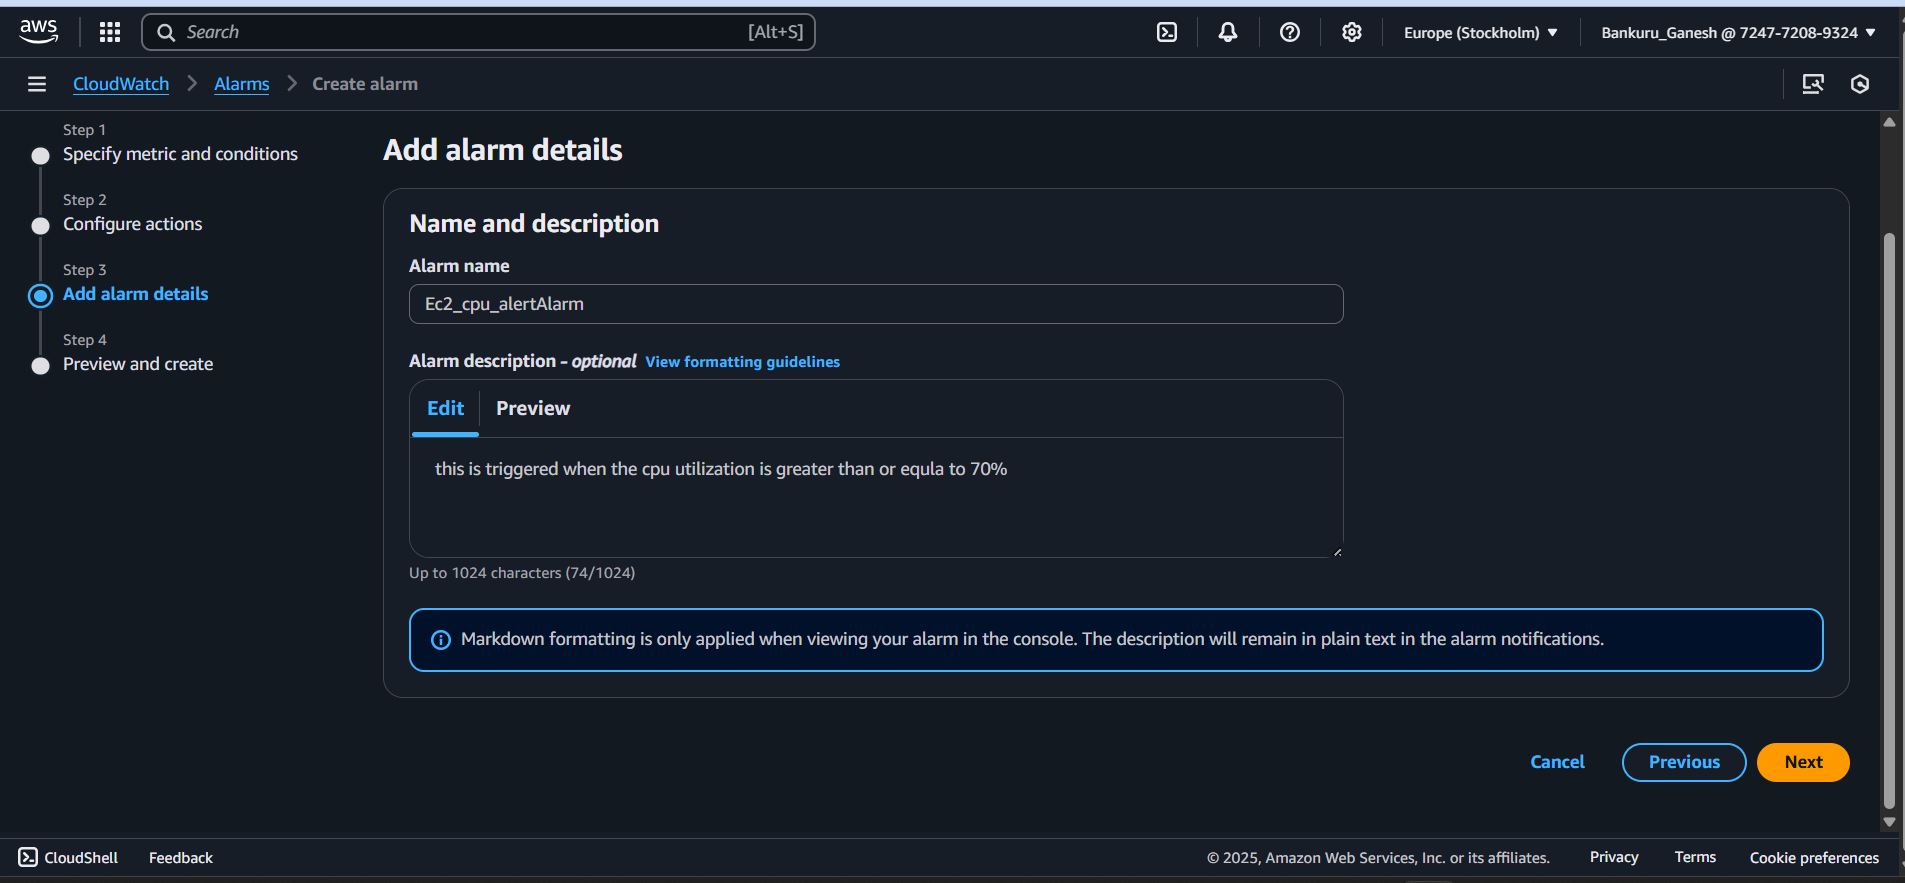 aws
Search [Alt+S]
Europe (Stockholm)
Bankuru_Ganesh @ 7247-7208-9324
CloudWatch
Alarms
Create alarm
Step 1
Specify metric and conditions
Step 2
Configure actions
Step 3
Add alarm details
Step 4
Preview and create
Add alarm details
Name and description
Alarm name
Ec2_cpu_alertAlarm
Alarm description - optional View formatting guidelines
Edit
Preview
this is triggered when the cpu utilization is greater than or equla to 70%
Up to 1024 characters (74/1024)
Markdown formatting is only applied when viewing your alarm in the console. The description will remain in plain text in the alarm notifications.
Cancel
Previous
Next
CloudShell
Feedback
© 2025, Amazon Web Services, Inc. or its affiliates.
Privacy
Terms
Cookie preferences